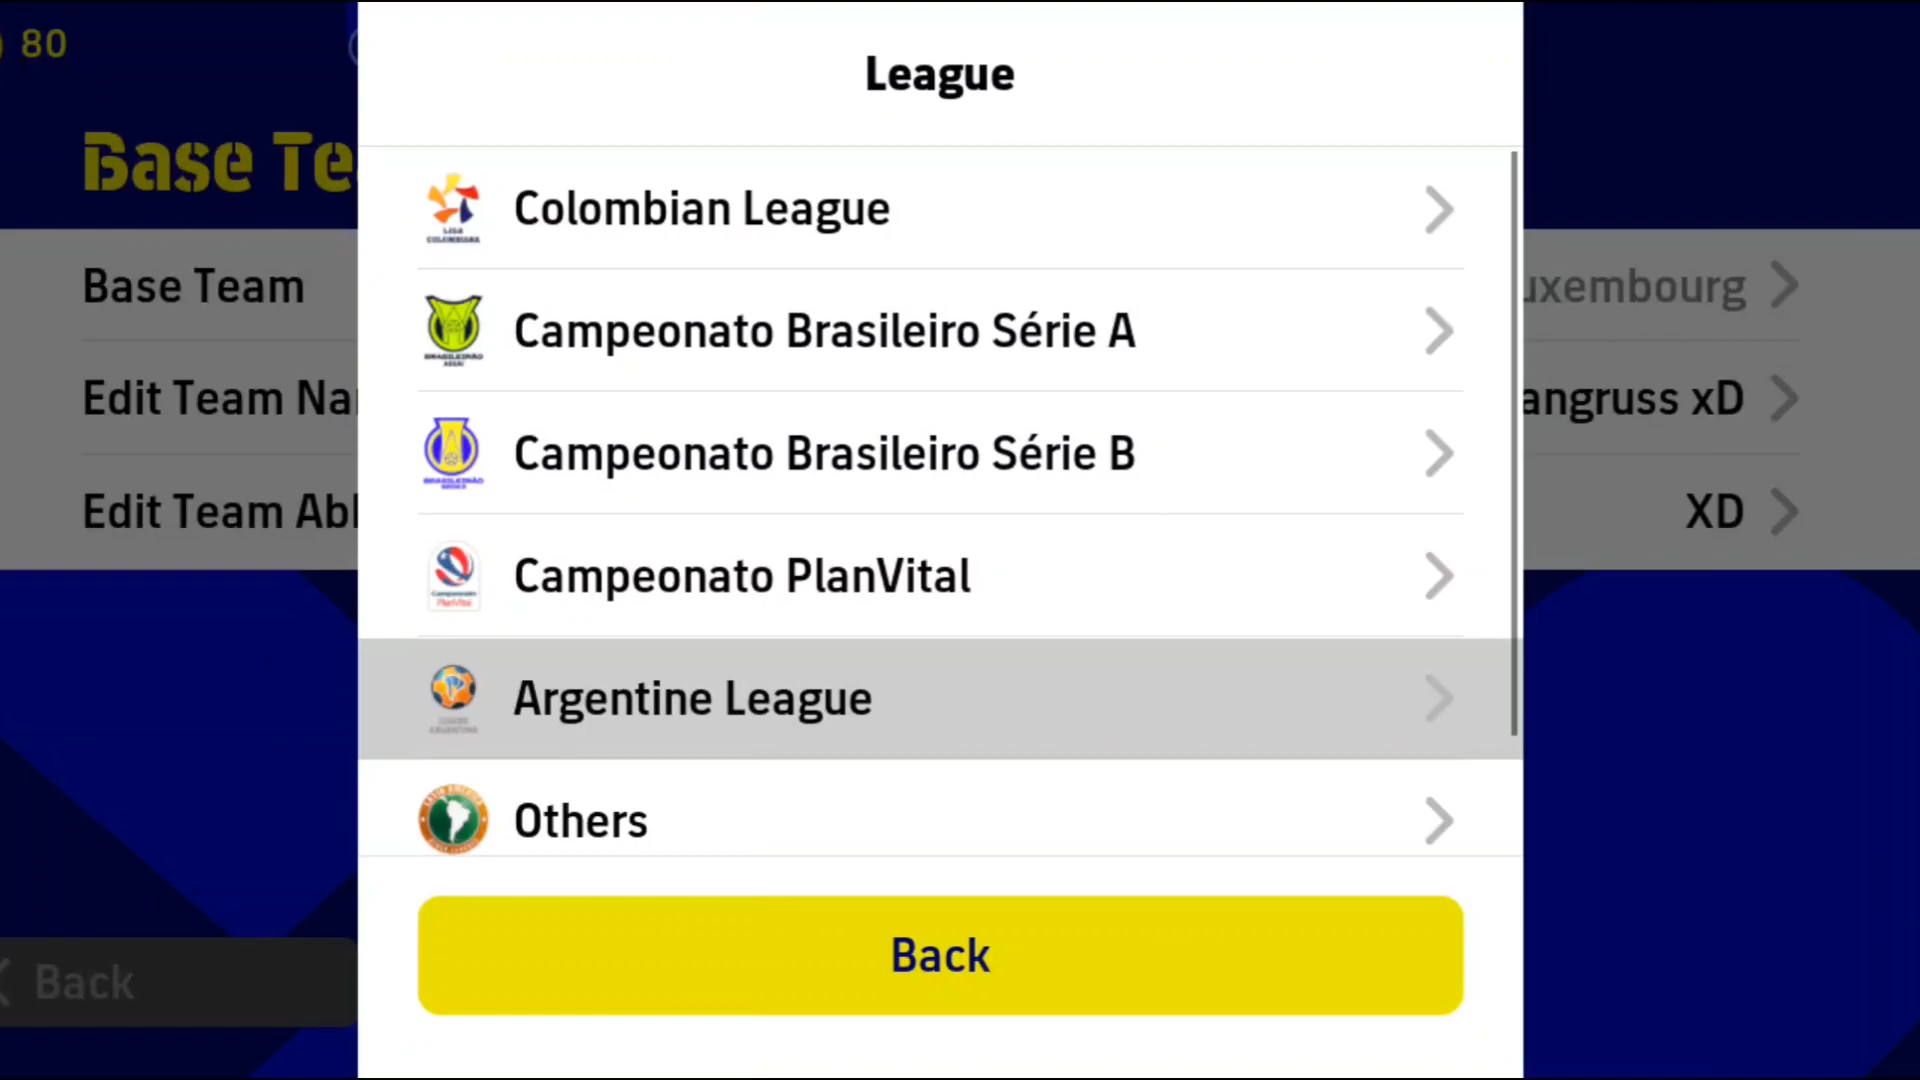 80
League
Base Te
Colombian League
Base Team
uxembourg
Campeonato Brasileiro Série A
Edit Team Na
angruss xD
Campeonato Brasileiro Série B
Edit Team Ab
XD
Campeonato PlanVital
Argentine League
Others
Back
Back